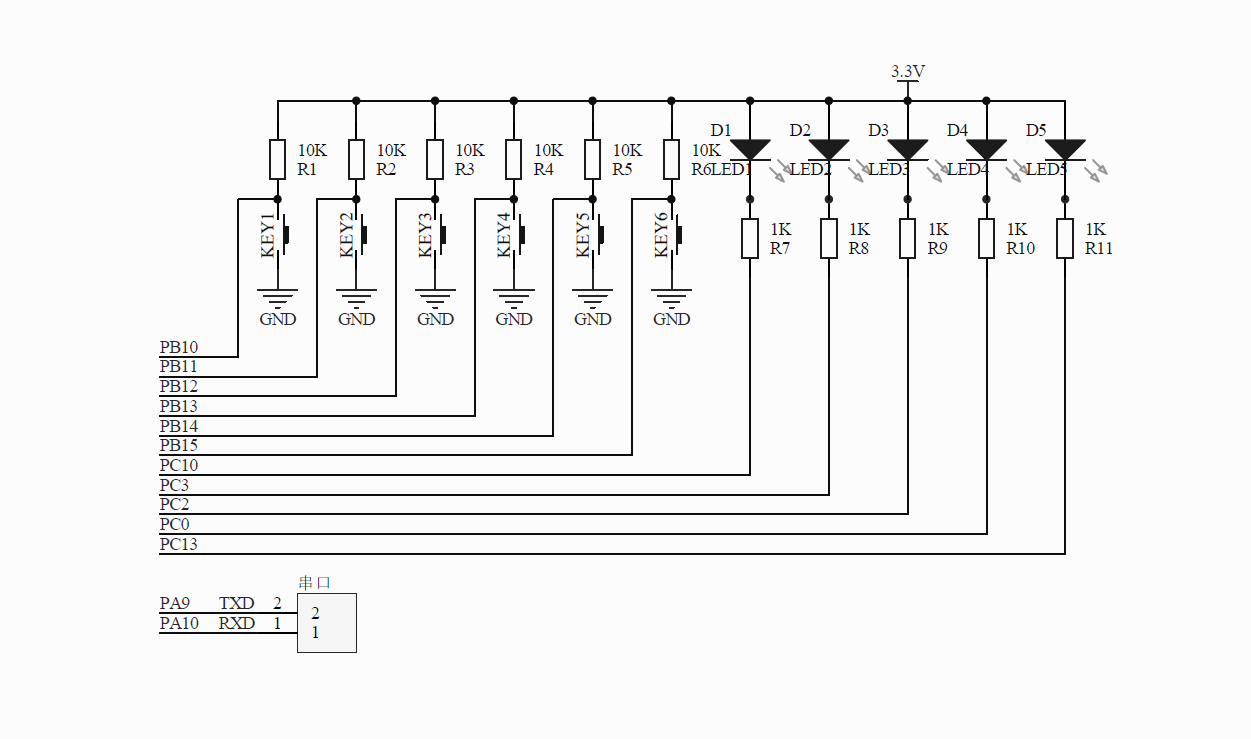 3.3V
D1 D2 D3 D4 D5
10K 10K 10K 10K 10K 10K
R1 R2 R3 R4 R5 R6 LED1 LED2 LED3 LED4 LED5
KEY1 KEY2 KEY3 KEY4 KEY5 KEY6
1K 1K 1K 1K 1K
R7 R8 R9 R10 R11
GND GND GND GND GND GND
PB10
PB11
PB12
PB13
PB14
PB15
PC10
PC3
PC2
PC0
PC13
串口
PA9 TXD 2 2
PA10 RXD 1 1